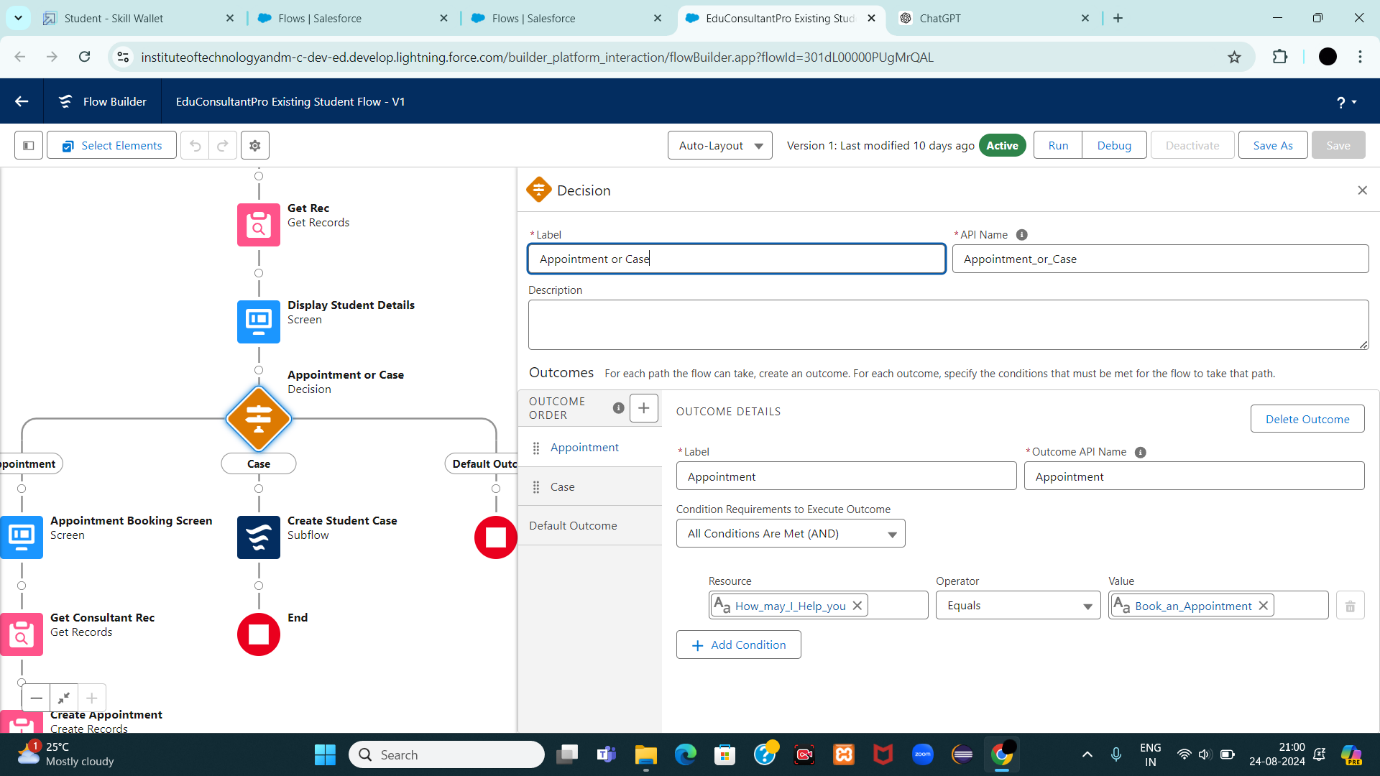 Student - Skill Wallet
Flows | Salesforce
Flows | Salesforce
EduConsultantPro Existing Stud
ChatGPT
instituteoftechnologyandm-c-dev-ed.develop.lightning.force.com/builder_platform_interaction/flowBuilder.app?flowId=301dL00000PUgMrQAL
Flow Builder
EduConsultantPro Existing Student Flow - V1
?
Select Elements
Auto-Layout
Version 1: Last modified 10 days ago
Active
Run
Debug
Deactivate
Save As
Save
Get Rec
Get Records
Display Student Details
Screen
Appointment or Case
Decision
ppointment
Case
Default Outc
Appointment Booking Screen
Screen
Create Student Case
Subflow
Get Consultant Rec
Get Records
End
Create Appointment
Create Records
Decision
* Label
* API Name
Appointment or Case
Appointment_or_Case
Description
Outcomes For each path the flow can take, create an outcome. For each outcome, specify the conditions that must be met for the flow to take that path.
OUTCOME
ORDER
Appointment
Case
Default Outcome
OUTCOME DETAILS
Delete Outcome
* Label
* Outcome API Name
Appointment
Appointment
Condition Requirements to Execute Outcome
All Conditions Are Met (AND)
Resource
Operator
Value
Aa How_may_I_Help_you
Equals
Aa Book_an_Appointment
+ Add Condition
1
25°C
Mostly cloudy
Search
zoom
PRE
ENG
IN
21:00
24-08-2024